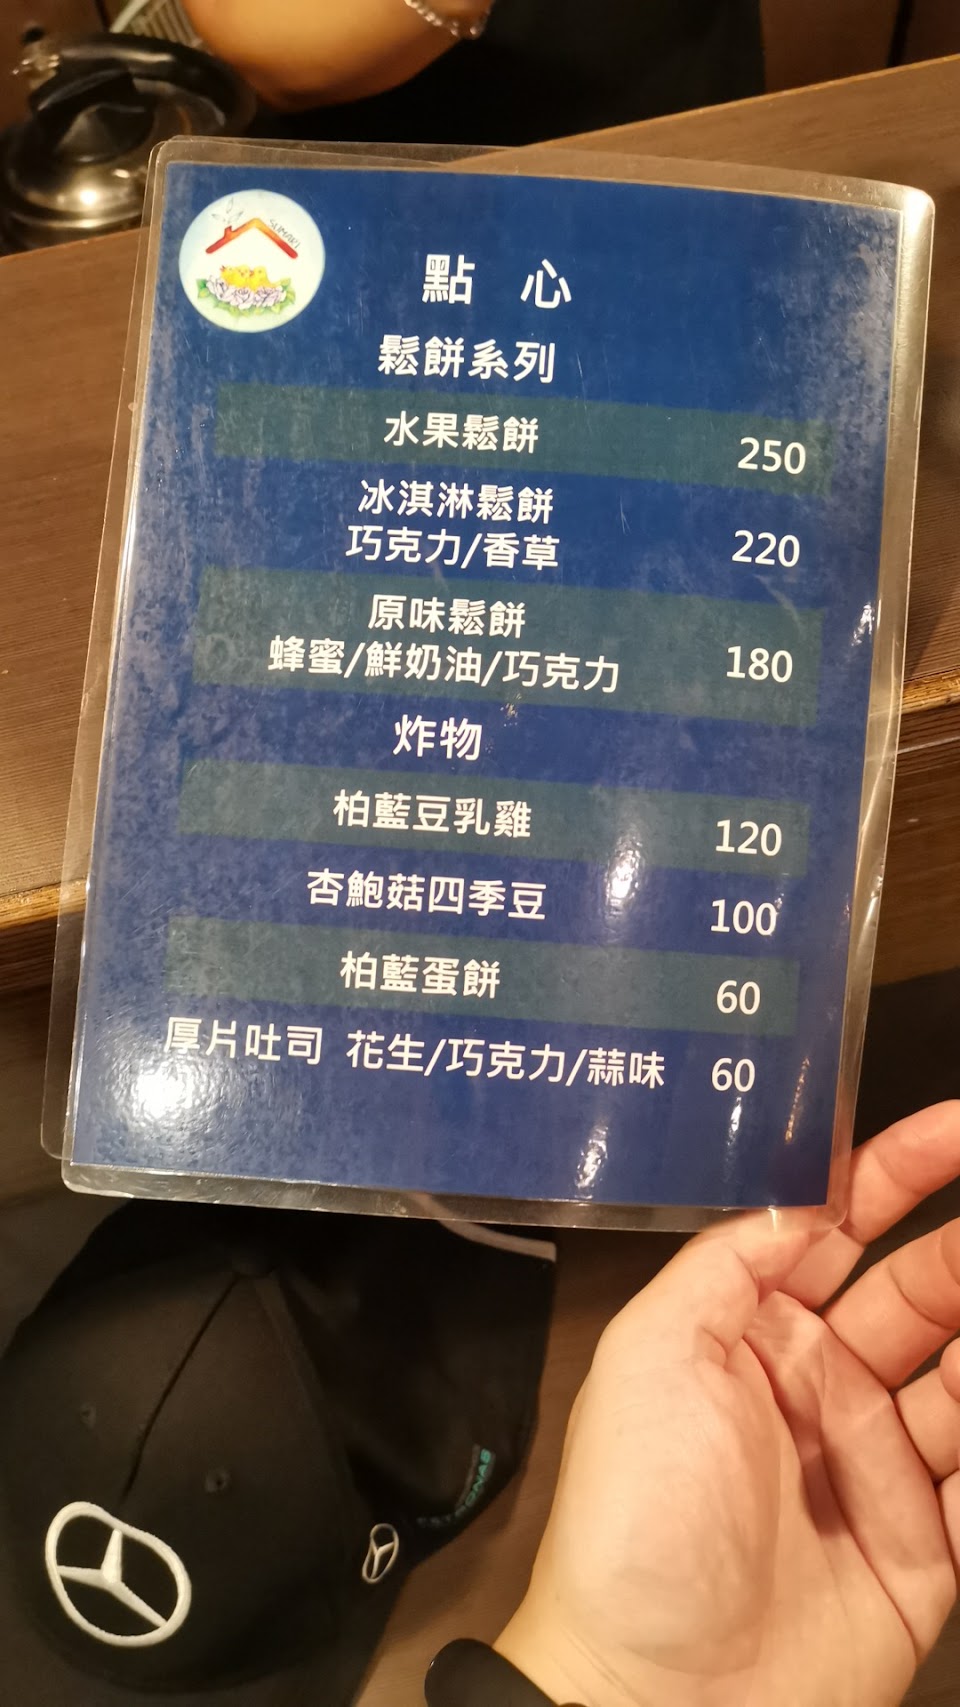 點 心
鬆餅系列
水果鬆餅 250
冰淇淋鬆餅
巧克力/香草 220
原味鬆餅
蜂蜜/鮮奶油/巧克力 180
炸物
柏藍豆乳雞 120
杏鮑菇四季豆 100
柏藍蛋餅 60
厚片吐司 花生/巧克力/蒜味 60